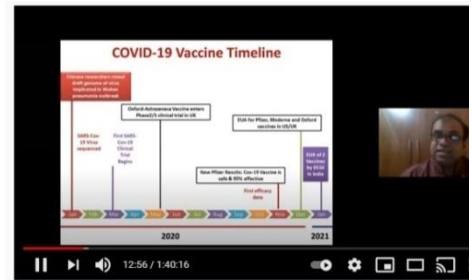 COVID-19 Vaccine Timeline
Chinese researchers reveal
draft genome of virus
implicated in Wuhan
pneumonia outbreak
Oxford-Astrazeneca Vaccine enters
Phase2/3 clinical trial in UK
EUA for Pfizer, Moderna and Oxford
vaccines in US/UK
SARS-Cov-
19 Virus
sequenced
First SARS-
Cov-19
Clinical
Trial
Begins
EUA of 2
Vaccines
by DCGI
in India
New Pfizer Results: Cov-19 Vaccine is
safe & 95% effective
First efficacy
data
Jan Feb Mar Apr May Jun Jul Aug Sep Oct Nov Dec Jan
2020 2021
12:56 / 1:40:16